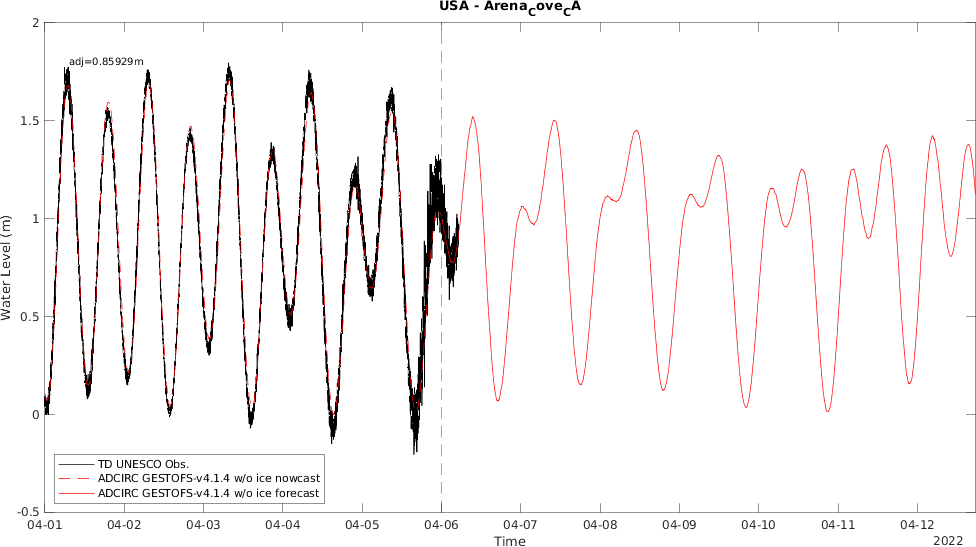 USA - ArenaCoveCA
adj=0.85929m
2
1.5
1
0.5
0
-0.5
Water Level (m)
TD UNESCO Obs.
ADCIRC GESTOFS-v4.1.4 w/o ice nowcast
ADCIRC GESTOFS-v4.1.4 w/o ice forecast
04-01 04-02 04-03 04-04 04-05 04-06 04-07 04-08 04-09 04-10 04-11 04-12
Time
2022